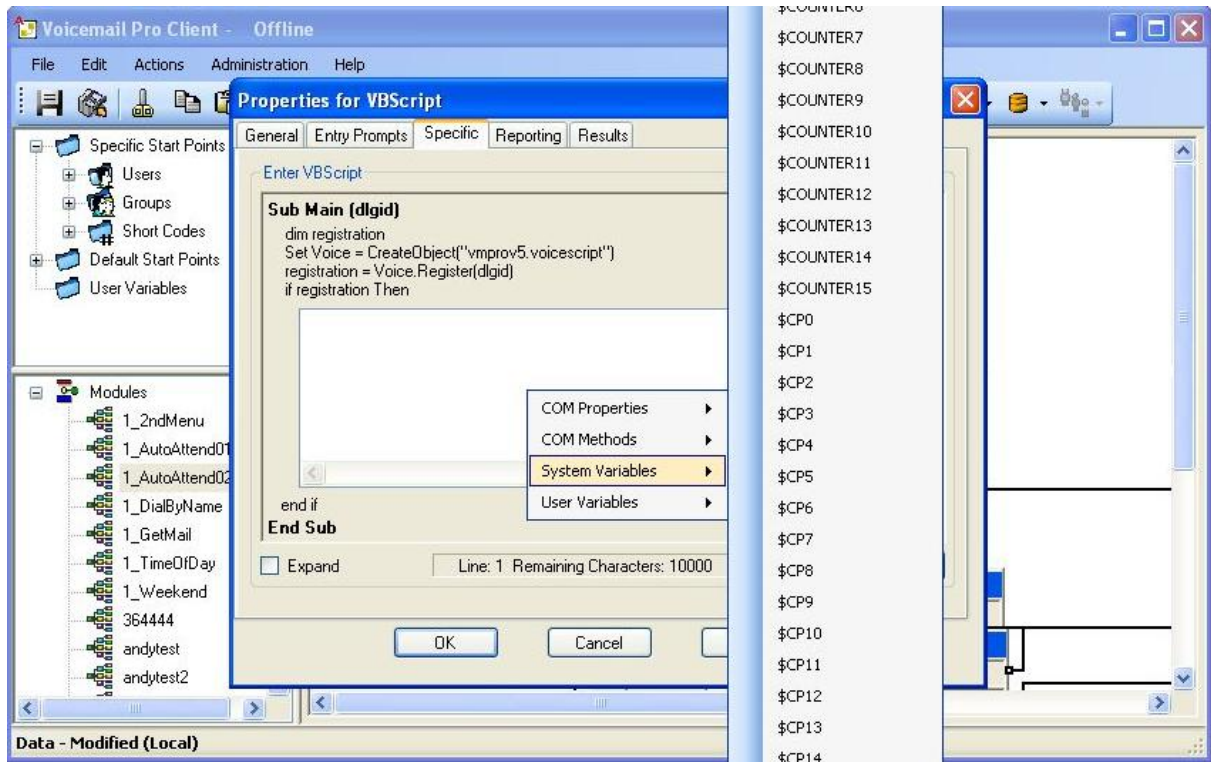 Voicemail Pro Client - Offline
File Edit Actions Administration Help
Specific Start Points
Users
Groups
Short Codes
Default Start Points
User Variables
Modules
1_2ndMenu
1_AutoAttend01
1_AutoAttend02
1_DialByName
1_GetMail
1_TimeOfDay
1_Weekend
364444
andytest
andytest2
Data - Modified (Local)
Properties for VBScript
General Entry Prompts Specific Reporting Results
Enter VBScript
Sub Main (dlgid)
dim registration
Set Voice = CreateObject("vmprov5.voicescript")
registration = Voice.Register(dlgid)
if registration Then
end if
End Sub
Expand
Line: 1 Remaining Characters: 10000
OK Cancel
COM Properties
COM Methods
System Variables
User Variables
$COUNTER6
$COUNTER7
$COUNTER8
$COUNTER9
$COUNTER10
$COUNTER11
$COUNTER12
$COUNTER13
$COUNTER14
$COUNTER15
$CP0
$CP1
$CP2
$CP3
$CP4
$CP5
$CP6
$CP7
$CP8
$CP9
$CP10
$CP11
$CP12
$CP13
$CP14